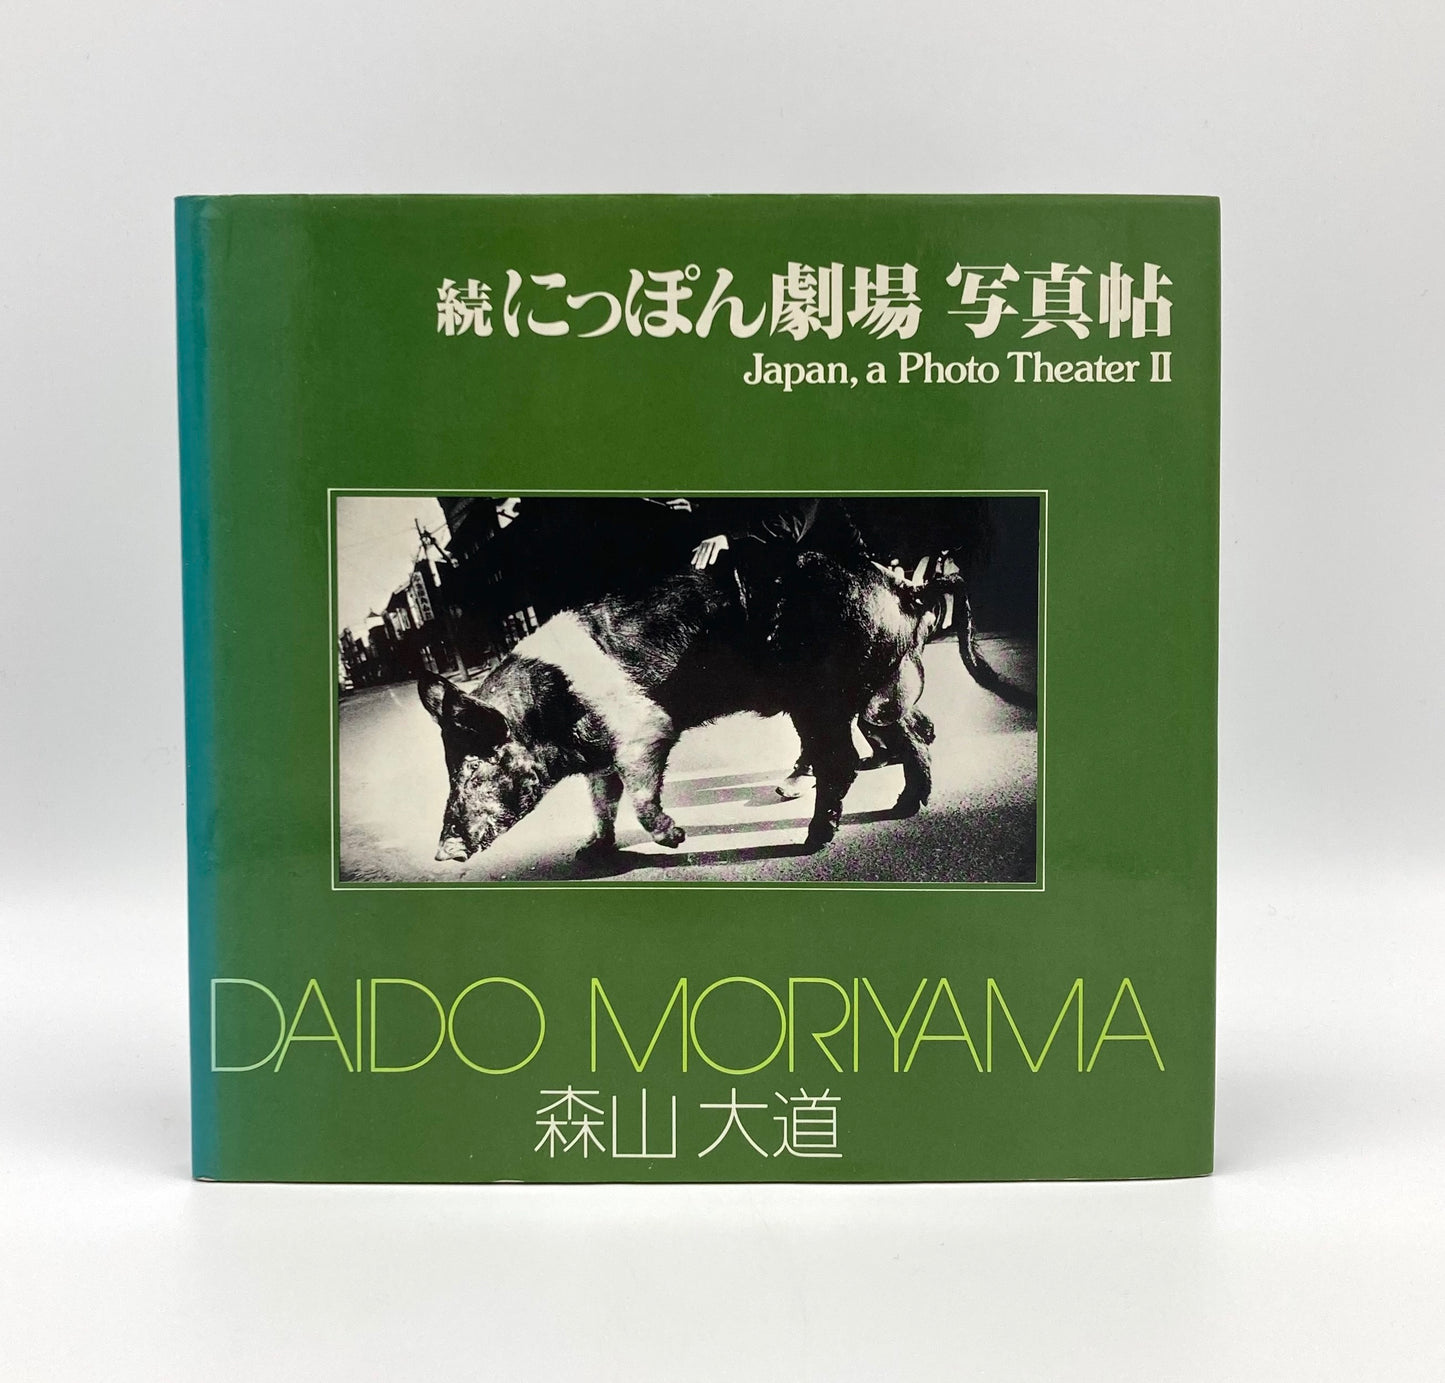 続にっぽん劇場 写真帖
Japan, a Photo Theater II
DAIDO MORIYAMA
森山 大道